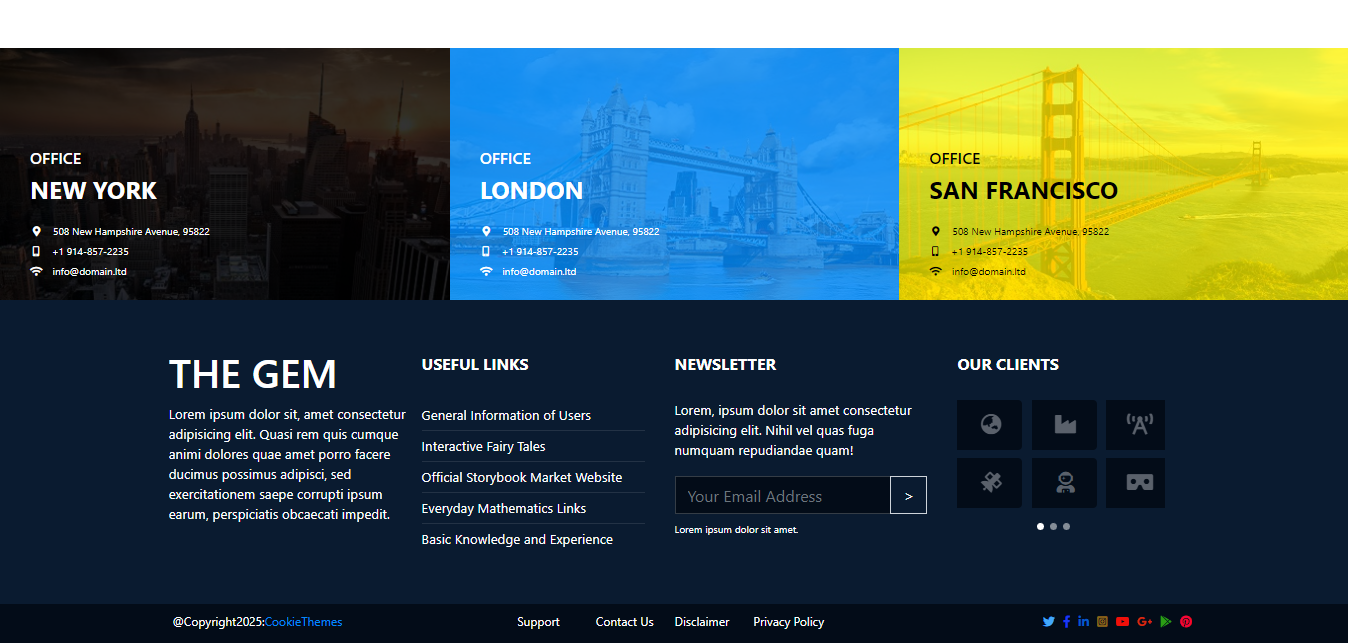 OFFICE
NEW YORK
508 New Hampshire Avenue, 95822
+1 914-857-2235
info@domain.ltd
OFFICE
LONDON
508 New Hampshire Avenue, 95822
+1 914-857-2235
info@domain.ltd
OFFICE
SAN FRANCISCO
508 New Hampshire Avenue, 95822
+1 914-857-2235
info@domain.ltd
THE GEM
Lorem ipsum dolor sit, amet consectetur
adipisicing elit. Quasi rem quis cumque
animi dolores quae amet porro facere
ducimus possimus adipisci, sed
exercitationem saepe corrupti ipsum
earum, perspiciatis obcaecati impedit.
USEFUL LINKS
General Information of Users
Interactive Fairy Tales
Official Storybook Market Website
Everyday Mathematics Links
Basic Knowledge and Experience
NEWSLETTER
Lorem, ipsum dolor sit amet consectetur
adipisicing elit. Nihil vel quas fuga
numquam repudiandae quam!
Your Email Address >
Lorem ipsum dolor sit amet.
OUR CLIENTS
@Copyright2025:CookieThemes
Support Contact Us Disclaimer Privacy Policy